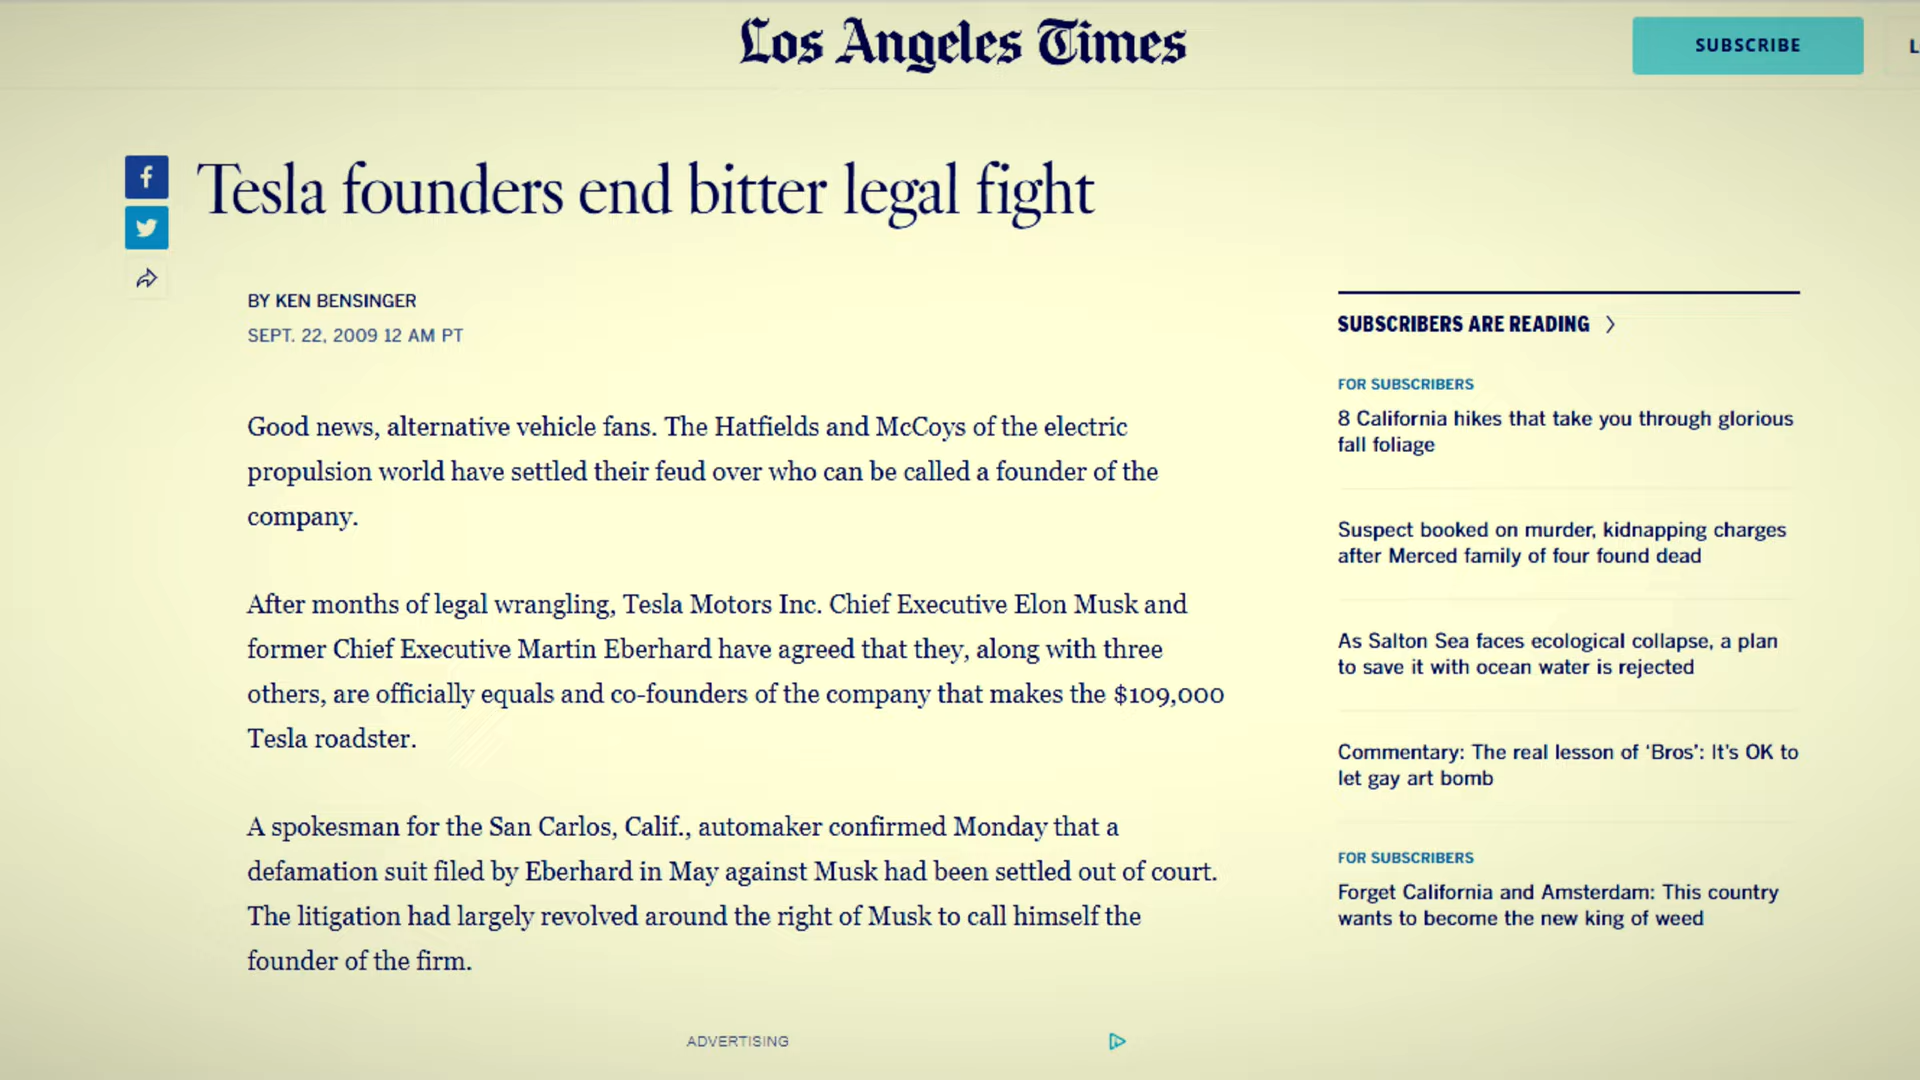 Los Angeles Times
SUBSCRIBE
L
Tesla founders end bitter legal fight
BY KEN BENSINGER
SEPT. 22, 2009 12 AM PT
Good news, alternative vehicle fans. The Hatfields and McCoys of the electric
propulsion world have settled their feud over who can be called a founder of the
company.
After months of legal wrangling, Tesla Motors Inc. Chief Executive Elon Musk and
former Chief Executive Martin Eberhard have agreed that they, along with three
others, are officially equals and co-founders of the company that makes the $109,000
Tesla roadster.
A spokesman for the San Carlos, Calif., automaker confirmed Monday that a
defamation suit filed by Eberhard in May against Musk had been settled out of court.
The litigation had largely revolved around the right of Musk to call himself the
founder of the firm.
ADVERTISING
SUBSCRIBERS ARE READING
FOR SUBSCRIBERS
8 California hikes that take you through glorious
fall foliage
Suspect booked on murder, kidnapping charges
after Merced family of four found dead
As Salton Sea faces ecological collapse, a plan
to save it with ocean water is rejected
Commentary: The real lesson of ‘Bros’: It’s OK to
let gay art bomb
FOR SUBSCRIBERS
Forget California and Amsterdam: This country
wants to become the new king of weed